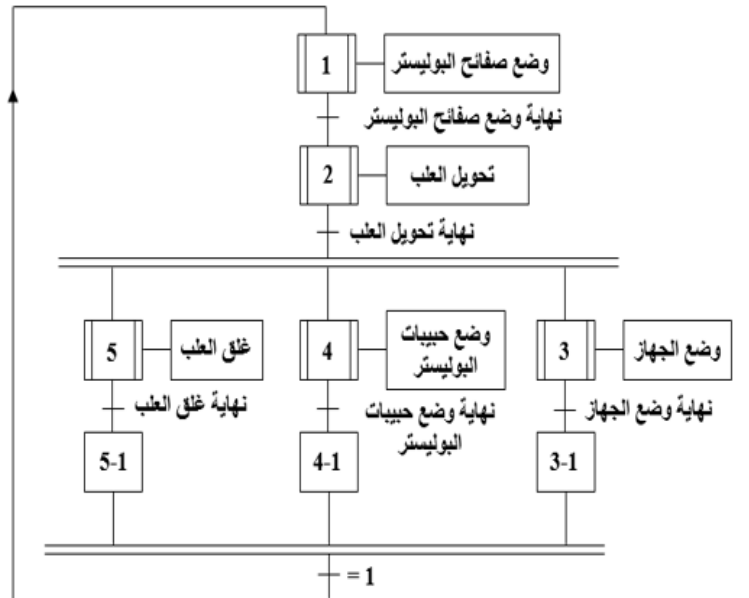 1
وضع صفائح البوليستر
نهاية وضع صفائح البوليستر
2
تحويل العلب
نهاية تحويل العلب
3
وضع الجهاز
4
وضع حبيبات
البوليستر
5
غلق العلب
نهاية وضع الجهاز
نهاية وضع حبيبات
البوليستر
نهاية غلق العلب
3-1
4-1
5-1
= 1